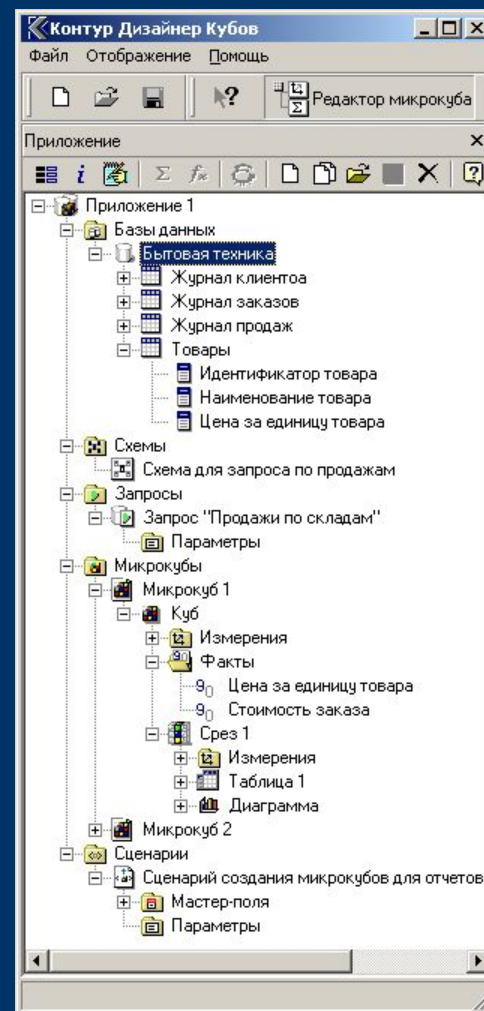 Контур Дизайнер Кубов
Файл Отображение Помощь
Редактор микрокуба
Приложение
Приложение 1
Базы данных
Бытовая техника
Журнал клиентоа
Журнал заказов
Журнал продаж
Товары
Идентификатор товара
Наименование товара
Цена за единицу товара
Схемы
Схема для запроса по продажам
Запросы
Запрос "Продажи по складам"
Параметры
Микрокубы
Микрокуб 1
Куб
Измерения
Факты
Цена за единицу товара
Стоимость заказа
Срез 1
Измерения
Таблица 1
Диаграмма
Микрокуб 2
Сценарии
Сценарий создания микрокубов для отчетов
Мастер-поля
Параметры